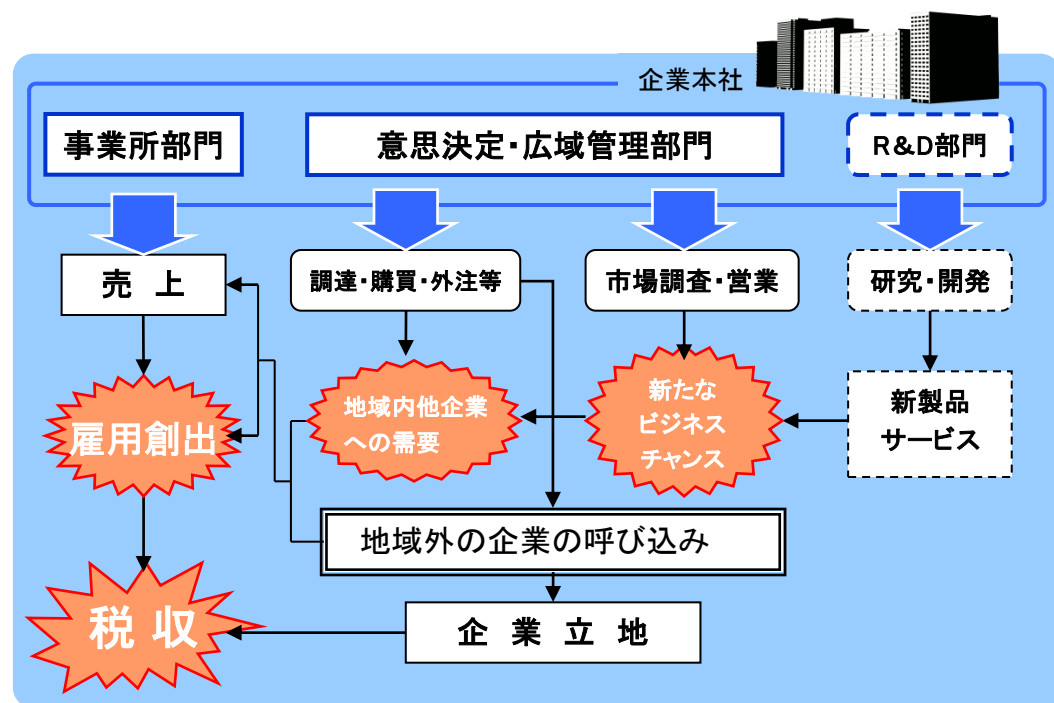 企業本社
事業所部門
意思決定・広域管理部門
R&D部門
売 上
調達・購買・外注等
市場調査・営業
研究・開発
雇用創出
地域内他企業
への需要
新たな
ビジネス
チャンス
新製品
サービス
地域外の企業の呼び込み
税 収
企 業 立 地